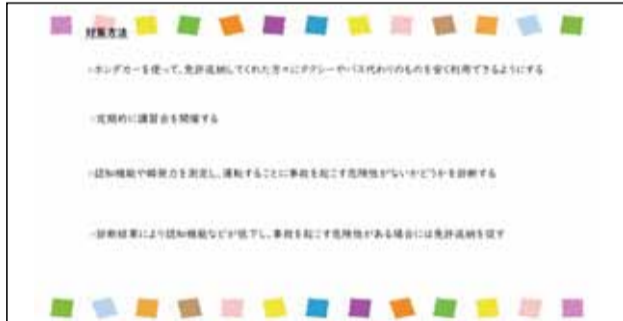 対策方法
・ホンダカーを使って、免許返納してくれた方々にタクシーやバス代わりのものを安く利用できるようにする
・定期的に講習会を開催する
・認知機能や瞬発力を測定し、運転することに事故を起こす危険性がないかどうかを診断する
・診断結果により認知機能などが低下し、事故を起こす危険性がある場合には免許返納を促す